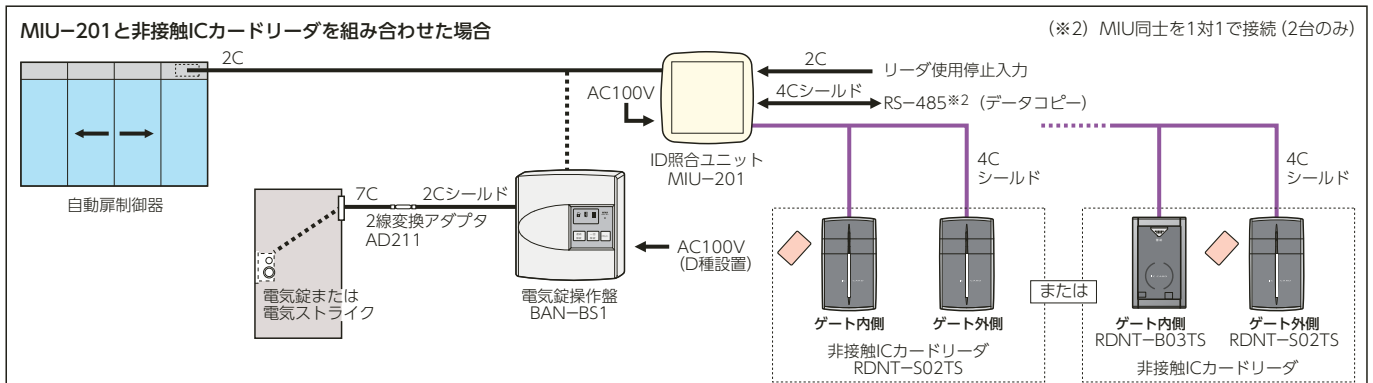 MIU−201と非接触ICカードリーダを組み合わせた場合
(※2) MIU同士を1対1で接続(2台のみ)
2C
2C
リーダ使用停止入力
AC100V
4Cシールド
RS−485※2 (データコピー)
ID照合ユニット
MIU−201
4C
シールド
4C
シールド
自動扉制御器
7C
2Cシールド
2線変換アダプタ
AD211
AC100V
(D種設置)
電気錠または
電気ストライク
電気錠操作盤
BAN−BS1
または
ゲート内側
ゲート外側
非接触ICカードリーダ
RDNT−S02TS
ゲート内側
RDNT−B03TS
ゲート外側
RDNT−S02TS
非接触ICカードリーダ